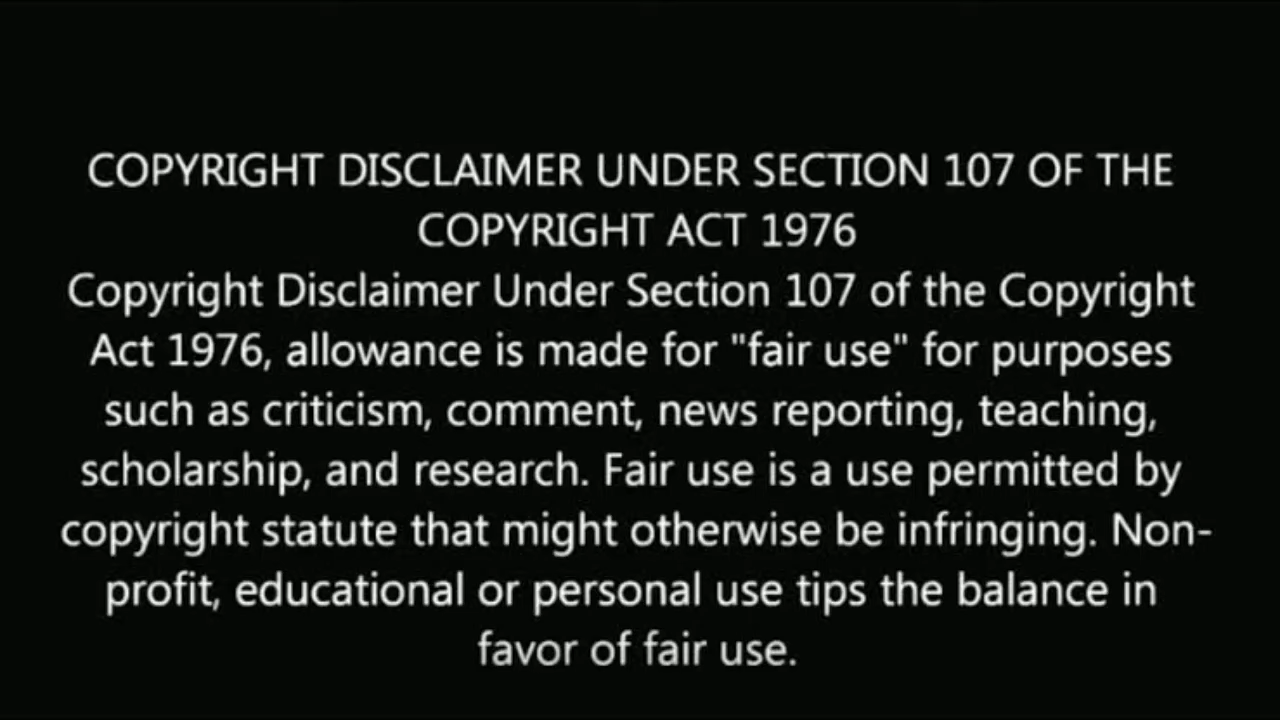 COPYRIGHT DISCLAIMER UNDER SECTION 107 OF THE
COPYRIGHT ACT 1976
Copyright Disclaimer Under Section 107 of the Copyright
Act 1976, allowance is made for "fair use" for purposes
such as criticism, comment, news reporting, teaching,
scholarship, and research. Fair use is a use permitted by
copyright statute that might otherwise be infringing. Non-
profit, educational or personal use tips the balance in
favor of fair use.